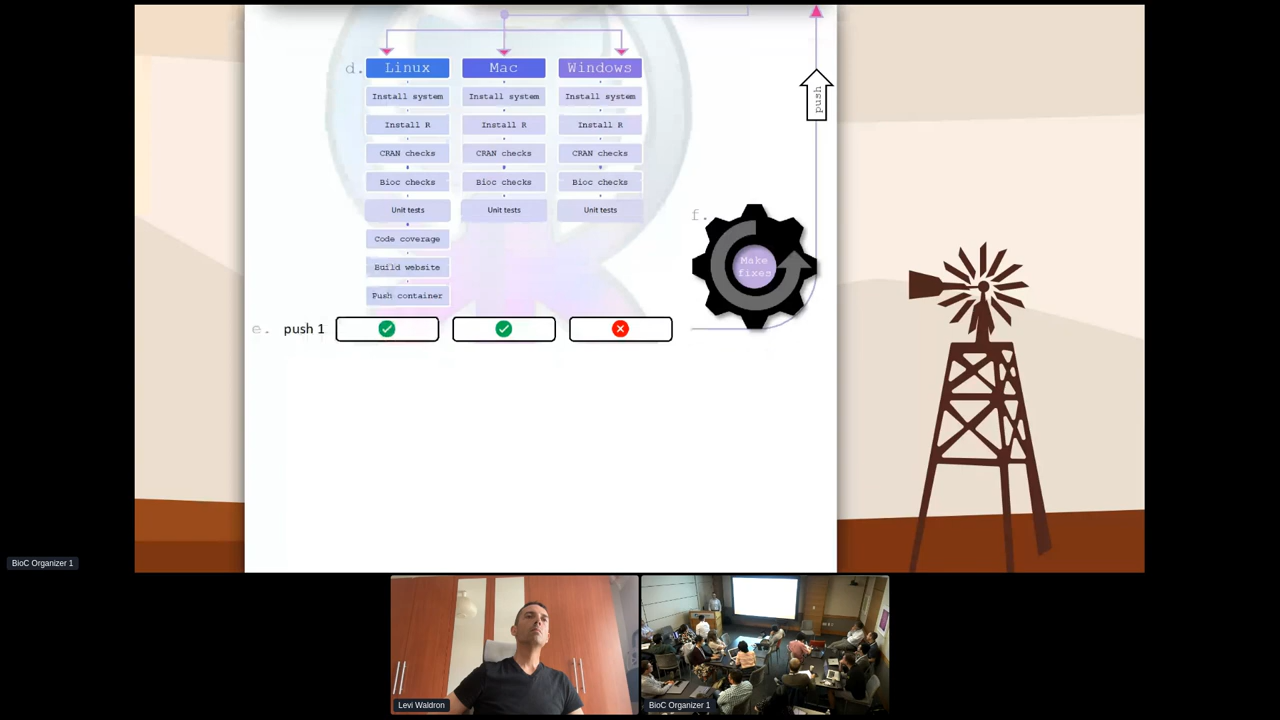 d. Linux Mac Windows
Install system Install system Install system
push
Install R Install R Install R
CRAN checks CRAN checks CRAN checks
Bioc checks Bioc checks Bioc checks
Unit tests Unit tests Unit tests
f.
Code coverage
Make
fixes
Build website
Push container
e. push 1
BioC Organizer 1
Levi Waldron
BioC Organizer 1